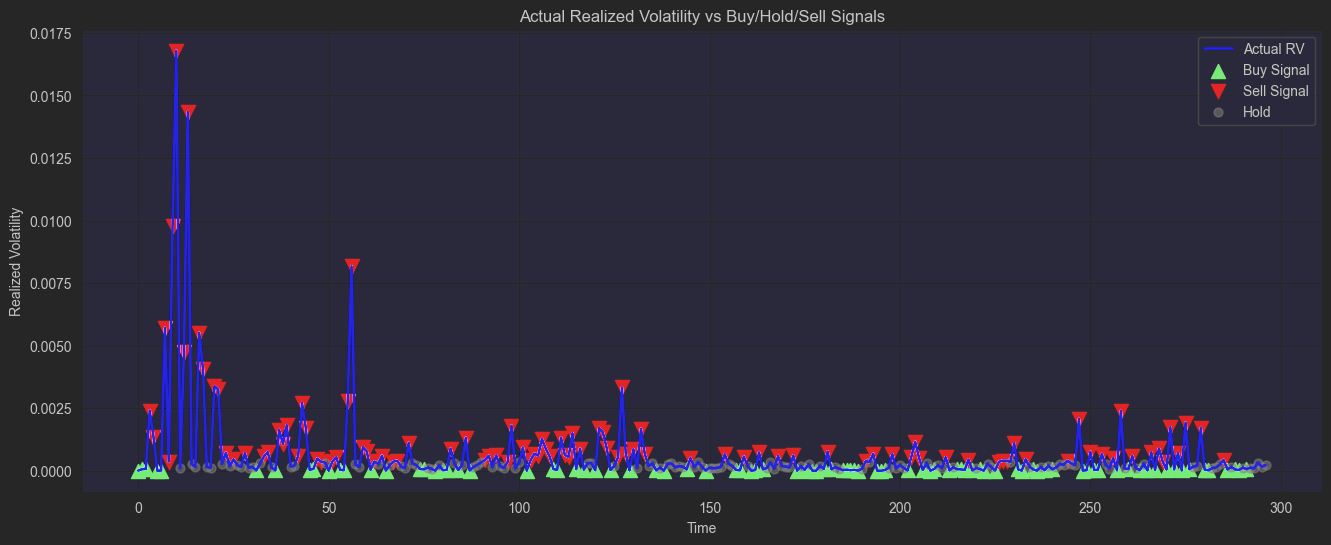 Actual Realized Volatility vs Buy/Hold/Sell Signals
Actual RV
Buy Signal
Sell Signal
Hold
Realized Volatility
0.0175
0.0150
0.0125
0.0100
0.0075
0.0050
0.0025
0.0000
0
50
100
150
200
250
300
Time